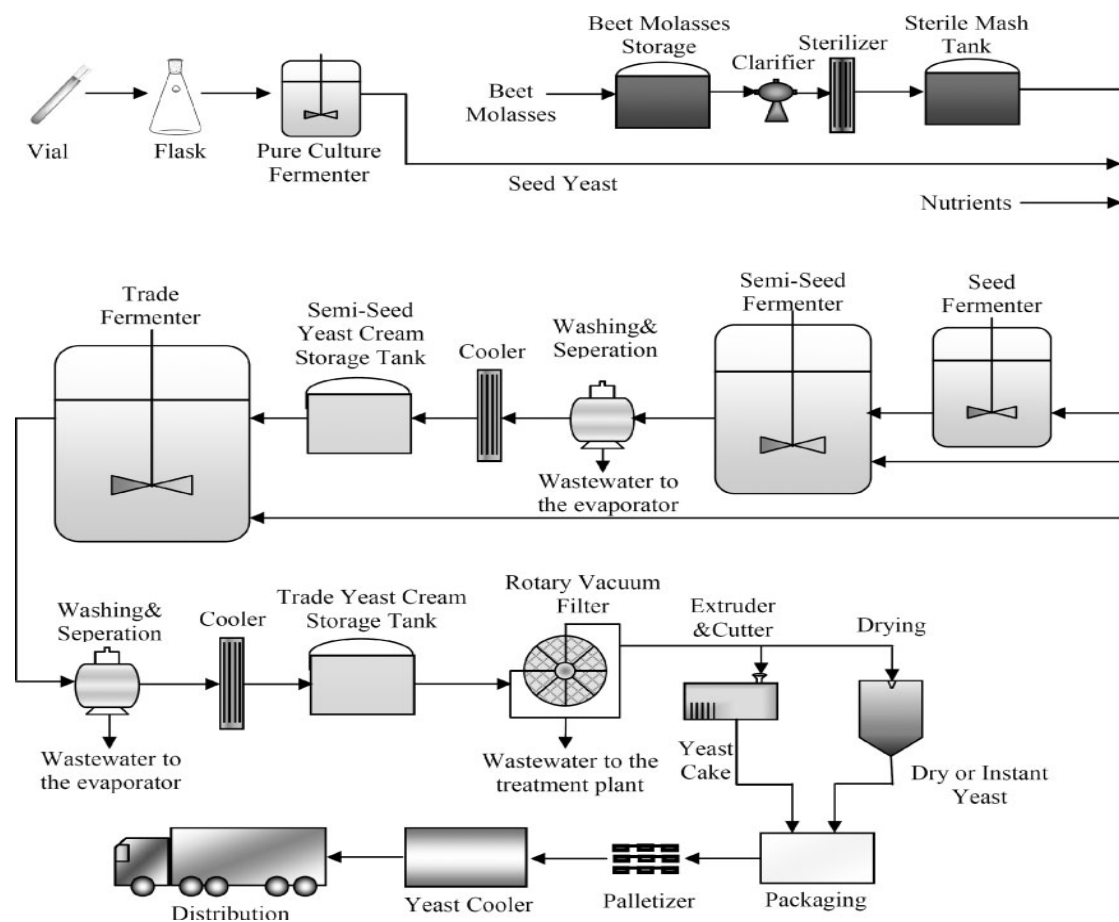 Beet Molasses
Storage
Clarifier
Sterilizer
Sterile Mash
Tank
Beet
Molasses
Vial
Flask
Pure Culture
Fermenter
Seed Yeast
Nutrients
Trade
Fermenter
Semi-Seed
Yeast Cream
Storage Tank
Cooler
Washing&
Seperation
Semi-Seed
Fermenter
Seed
Fermenter
Wastewater to
the evaporator
Washing&
Seperation
Cooler
Trade Yeast Cream
Storage Tank
Rotary Vacuum
Filter
Extruder
&Cutter
Drying
Wastewater to
the evaporator
Wastewater to the
treatment plant
Yeast
Cake
Dry or Instant
Yeast
Distribution
Yeast Cooler
Palletizer
Packaging